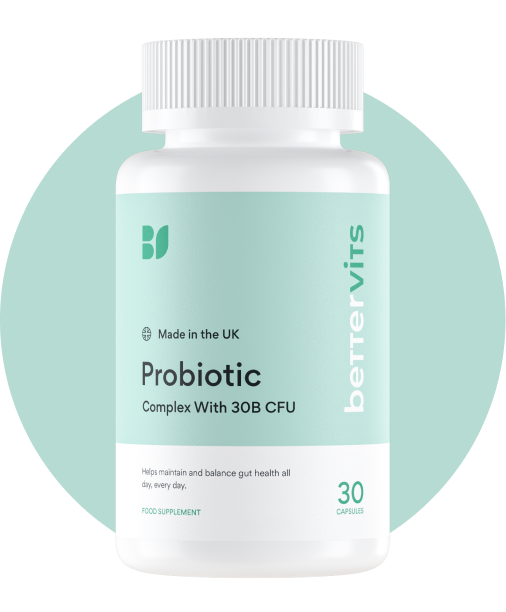 bettervits
Made in the UK
Probiotic
Complex With 30B CFU
Helps maintain and balance gut health all
day, every day.
FOOD SUPPLEMENT
30
CAPSULES